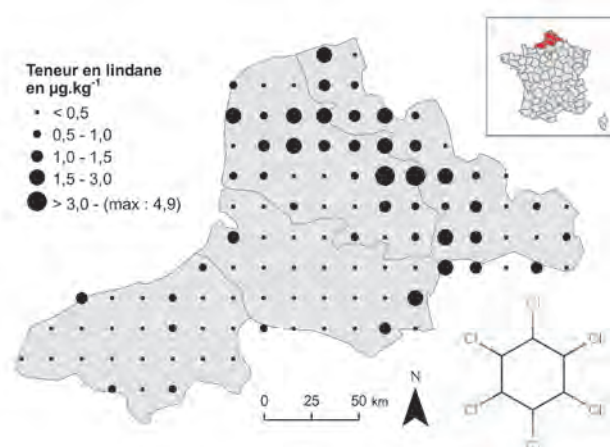 Teneur en lindane
en µg.kg⁻¹
< 0,5
0,5 - 1,0
1,0 - 1,5
1,5 - 3,0
> 3,0 - (max : 4,9)
N
0 25 50 km
Cl
Cl Cl
Cl Cl
Cl